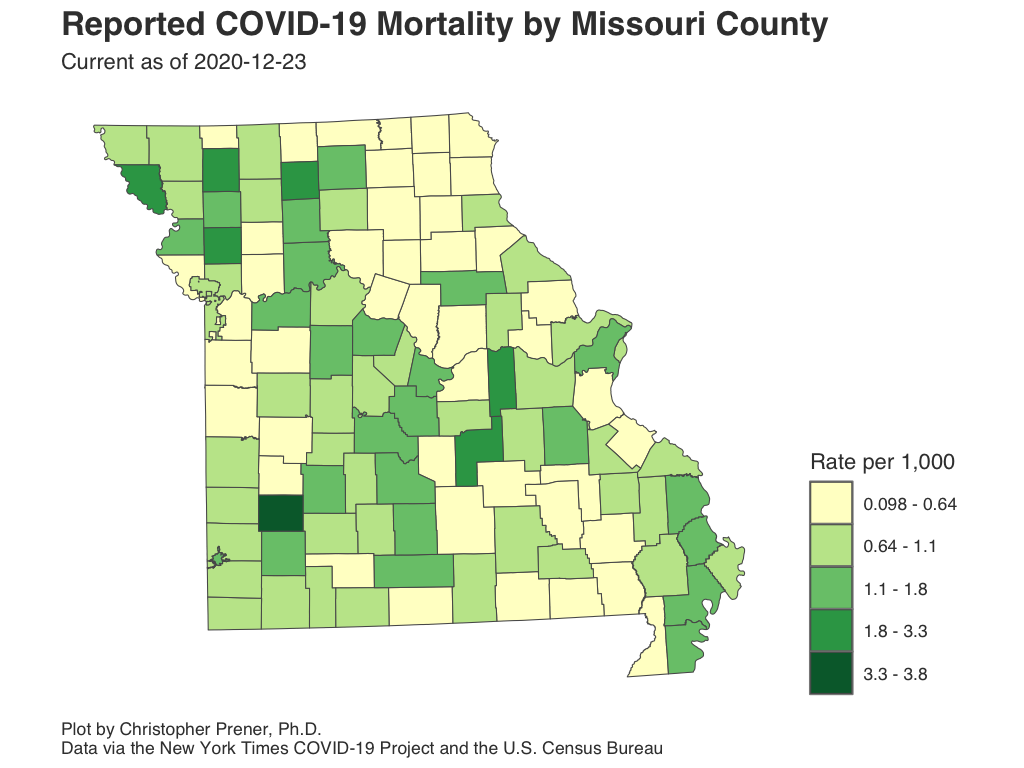 Reported COVID-19 Mortality by Missouri County
Current as of 2020-12-23
Rate per 1,000
0.098 - 0.64
0.64 - 1.1
1.1 - 1.8
1.8 - 3.3
3.3 - 3.8
Plot by Christopher Prener, Ph.D.
Data via the New York Times COVID-19 Project and the U.S. Census Bureau